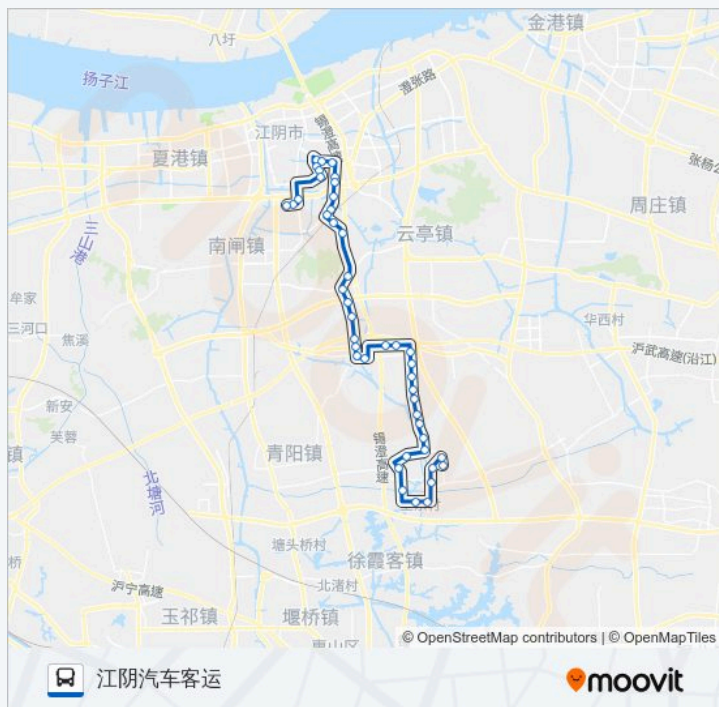 八圩
金港镇
扬子江
澄张路
锡澄高速
江阴市
夏港镇
张杨公
周庄镇
三山港
南闸镇
云亭镇
牟家
三河口
焦溪
华西村
沪武高速(沿江)
新安
芙蓉
镇
青阳镇
锡澄高速
北塘河
塘头桥村
徐霞客镇
桥
沪宁高速
北渚村
玉祁镇
堰桥镇
惠山区
© OpenStreetMap contributors | © OpenMapTiles
江阴汽车客运
moovit